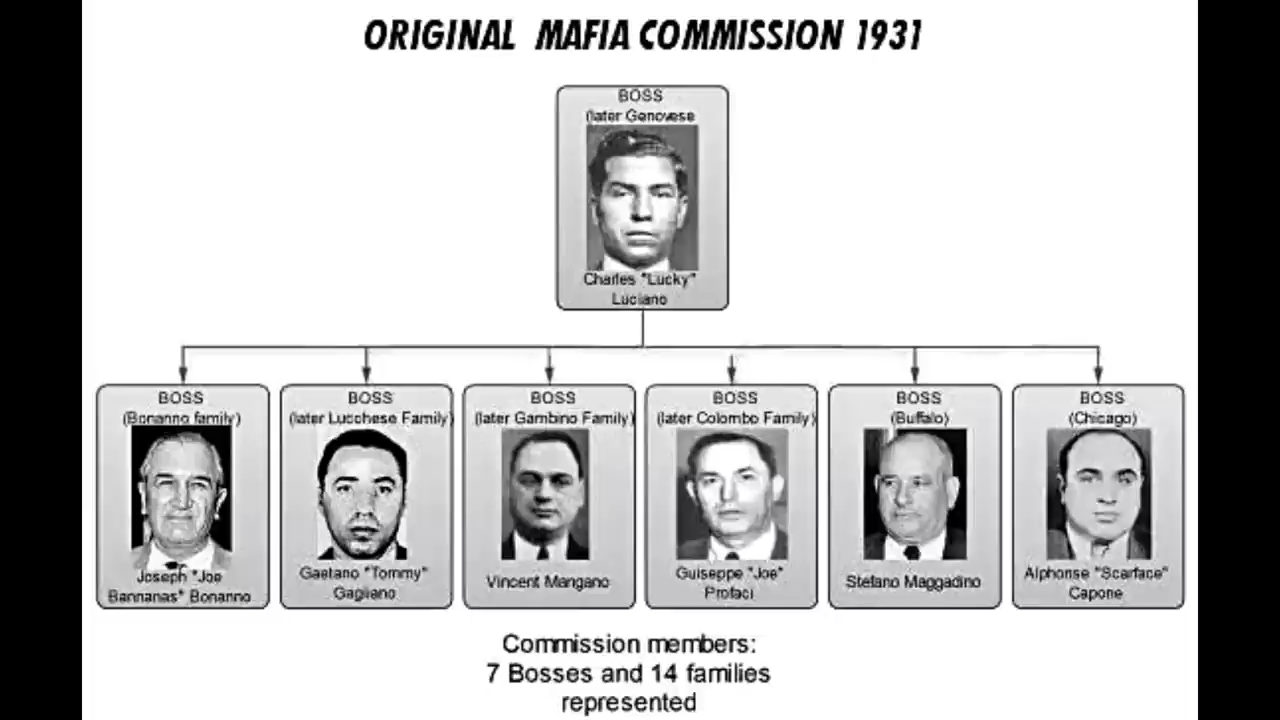 ORIGINAL MAFIA COMMISSION 1931
BOSS
(later Genovese
Charles "Lucky"
Luciano
BOSS
(Bonanno family)
Joseph "Joe
Bannanas" Bonanno
BOSS
(later Lucchese Family)
Gaetano "Tommy"
Gagliano
BOSS
(later Gambino Family)
Vincent Mangano
BOSS
(later Colombo Family)
Guiseppe "Joe"
Profaci
BOSS
(Buffalo)
Stefano Maggadino
BOSS
(Chicago)
Alphonse "Scarface"
Capone
Commission members:
7 Bosses and 14 families
represented